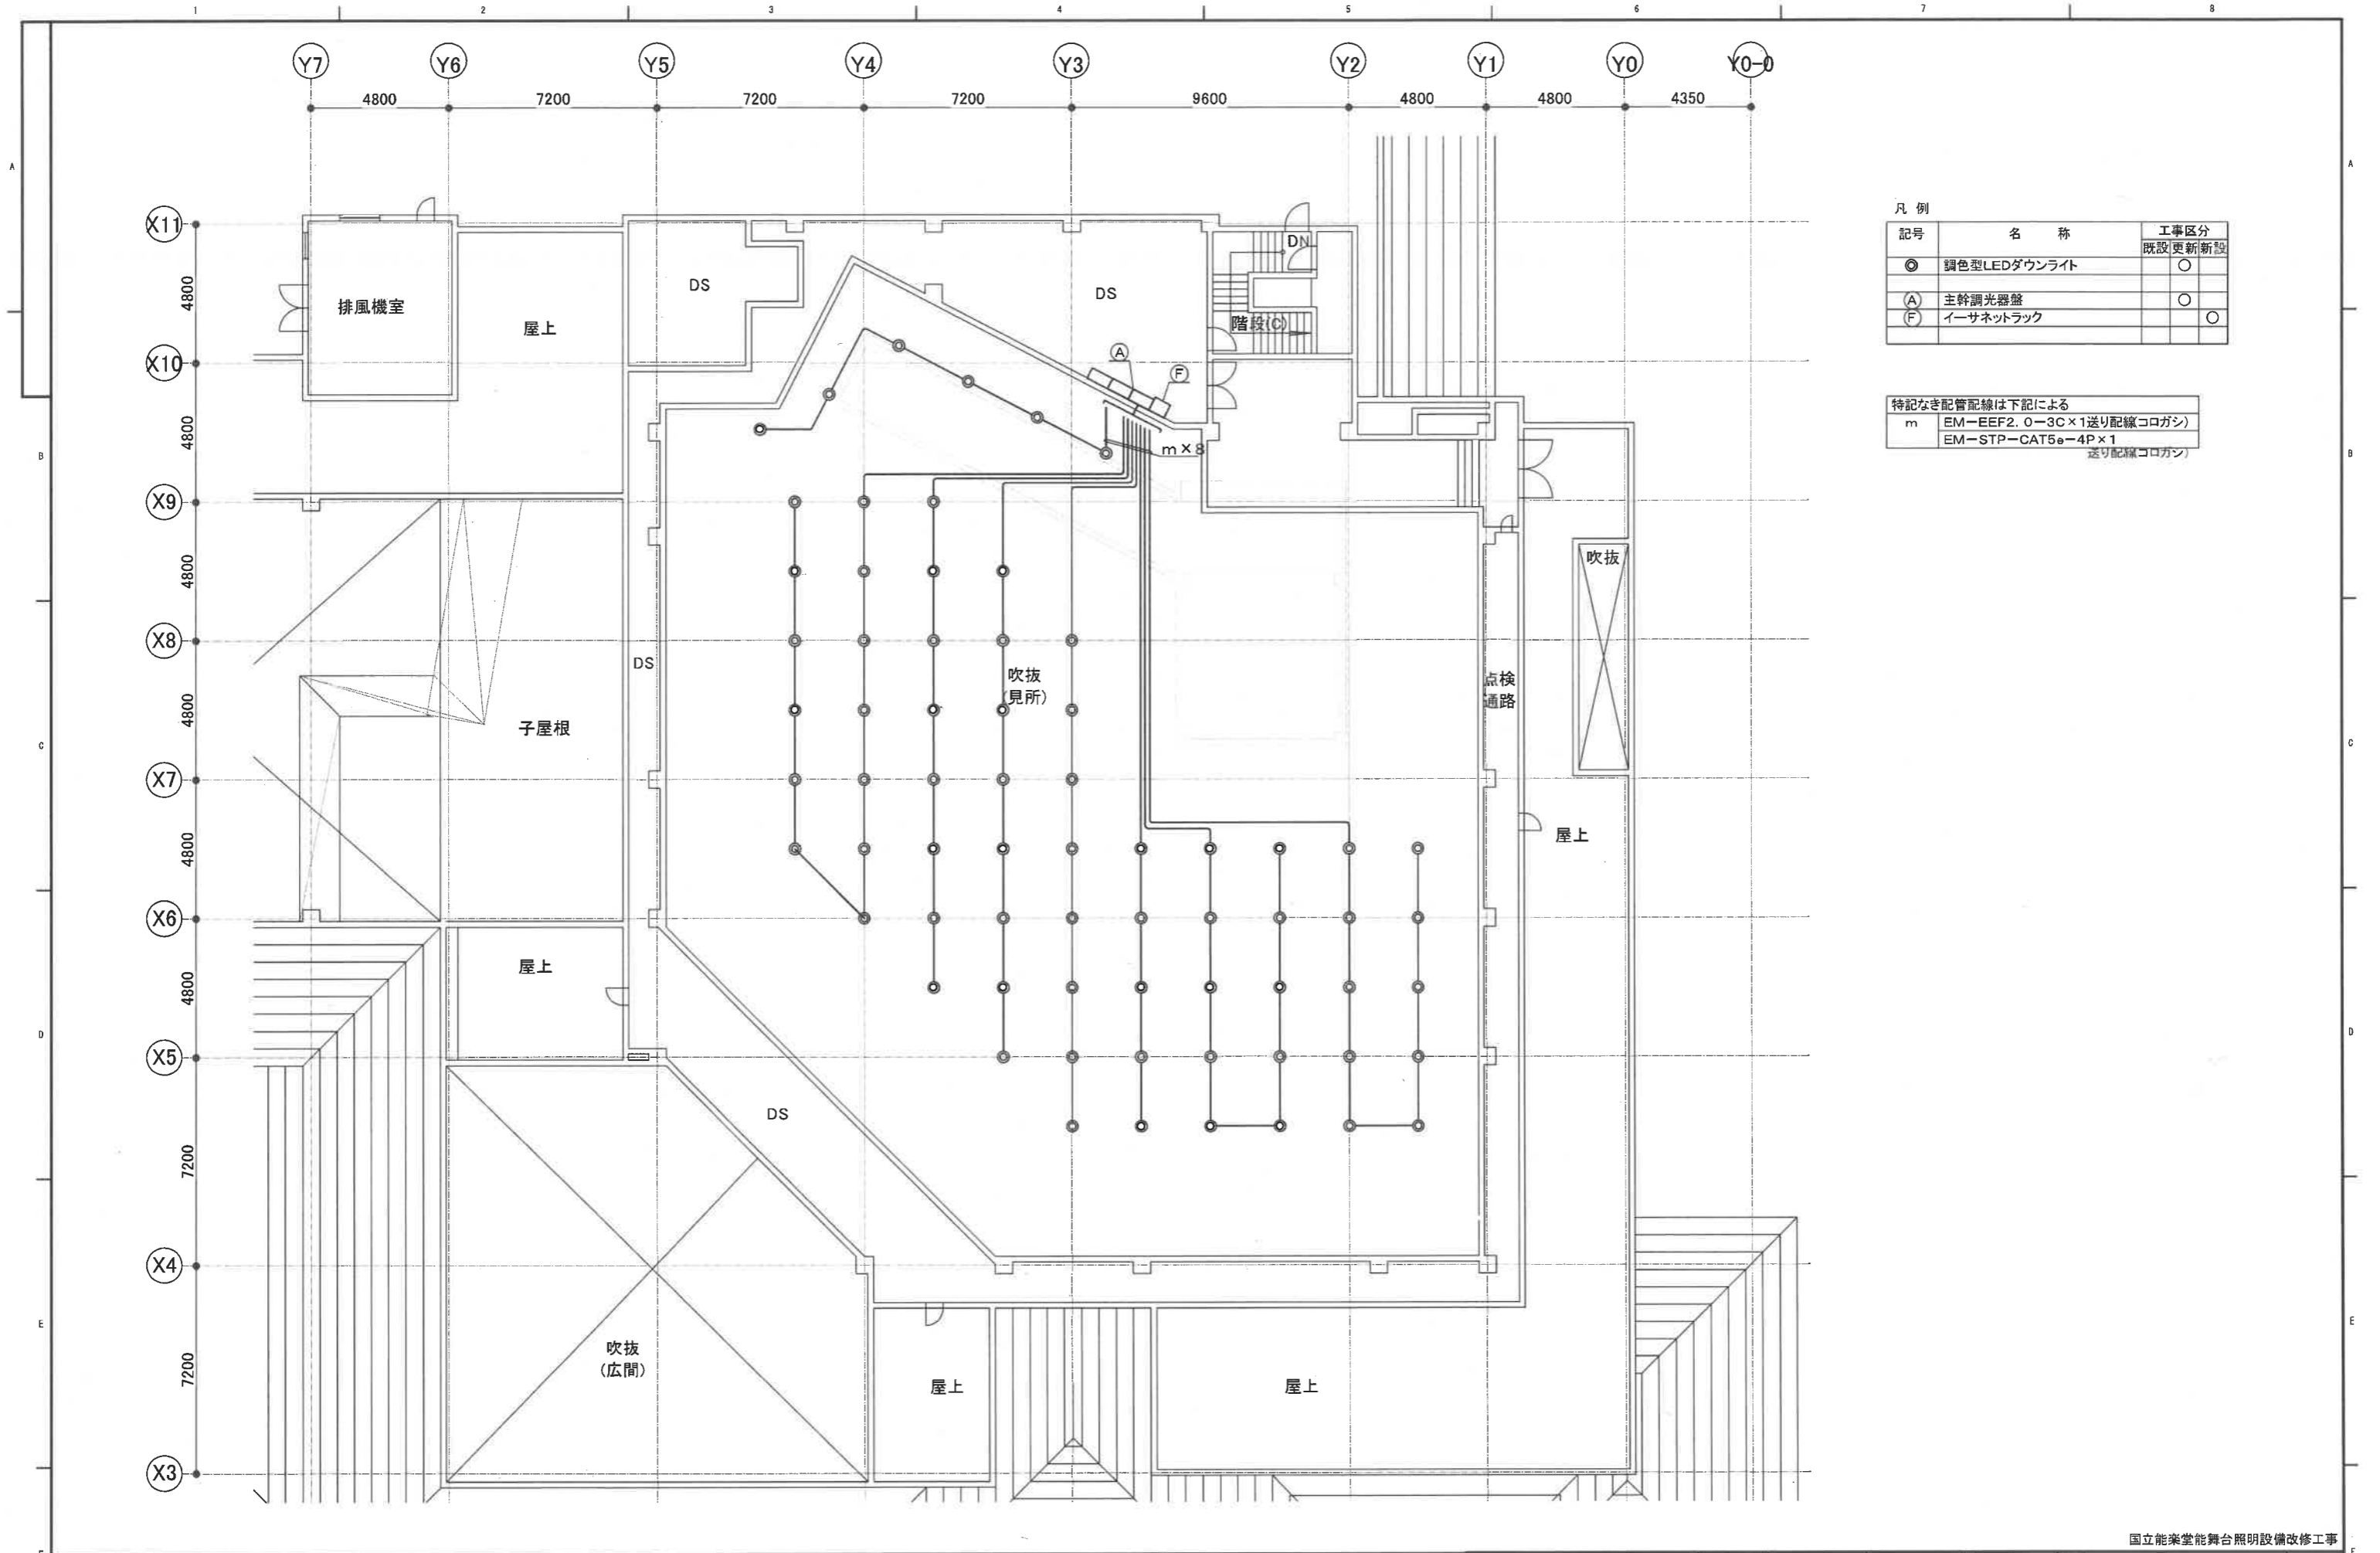 1 2 3 4 5 6 7 8
Y7 Y6 Y5 Y4 Y3 Y2 Y1 Y0 Y0-0
4800 7200 7200 7200 9600 4800 4800 4350
A A
X11
4800
X10
4800
B B
X9
4800
X8
4800
C C
X7
4800
X6
4800
D D
X5
7200
X4
E E
7200
X3
F F
排風機室
屋上
DS
DS
DN
階段(C)
A
F
m×8
吹抜
DS
吹抜
(見所)
点検
通路
子屋根
屋上
屋上
DS
吹抜
(広間)
屋上
屋上
凡 例
記号 名 称 工事区分
既設 更新 新設
◎ 調色型LEDダウンライト ○
A 主幹調光器盤 ○
F イーサネットラック ○
特記なき配管配線は下記による
m EM-EEF2.0-3C×1送り配線(コロガシ)
EM-STP-CAT5e-4P×1
送り配線(コロガシ)
国立能楽堂能舞台照明設備改修工事